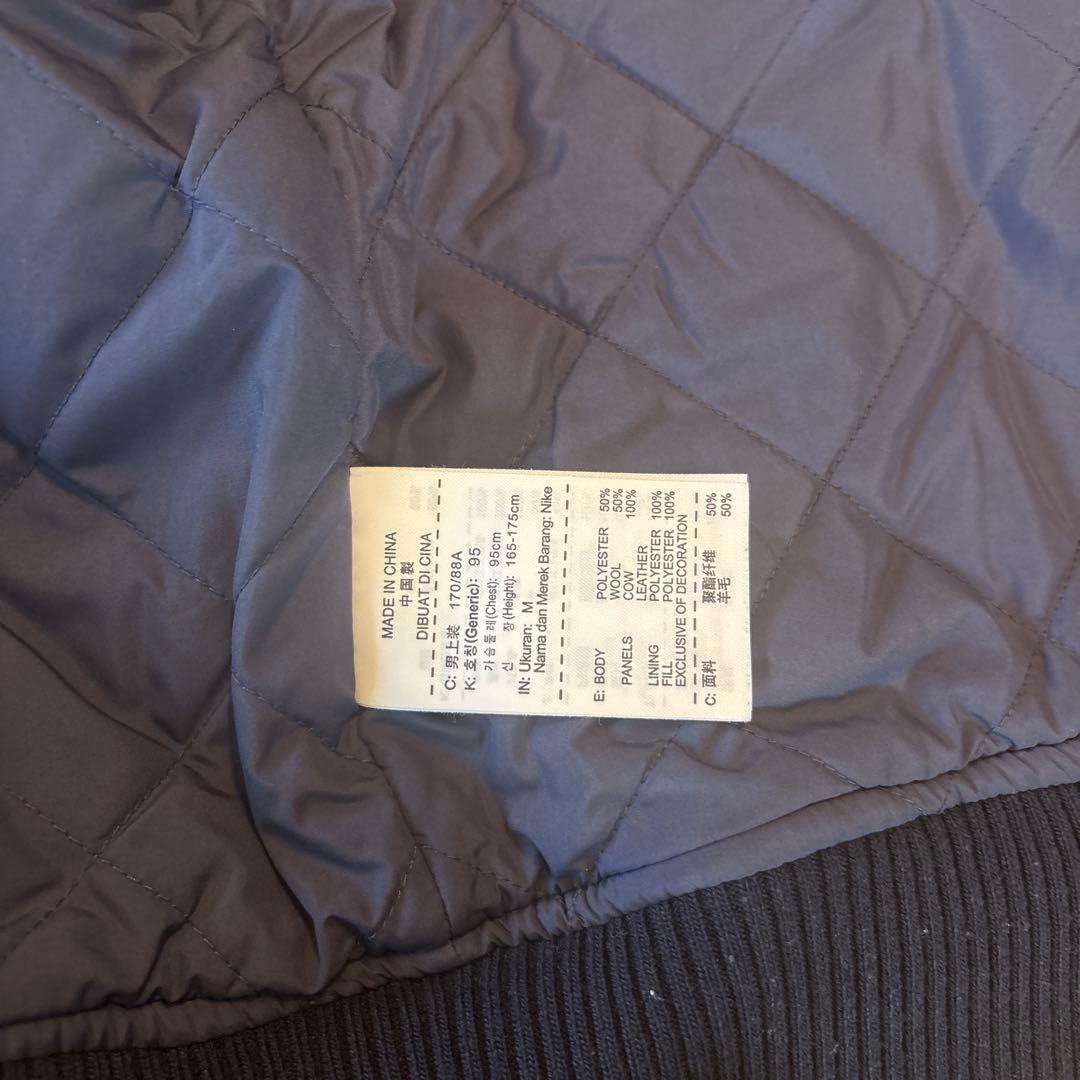 MADE IN CHINA
中国製
DIBUAT DI CINA
C: 男上装 170/88A
K: 호칭(Generic): 95
가슴둘레(Chest): 95cm
신 장(Height): 165-175cm
IN: Ukuran: M
Nama dan Merek Barang: Nike
E: BODY POLYESTER 50%
WOOL 50%
PANELS COW 100%
LEATHER
LINING POLYESTER 100%
FILL POLYESTER 100%
EXCLUSIVE OF DECORATION
C: 面料 聚酯纤维 50%
羊毛 50%